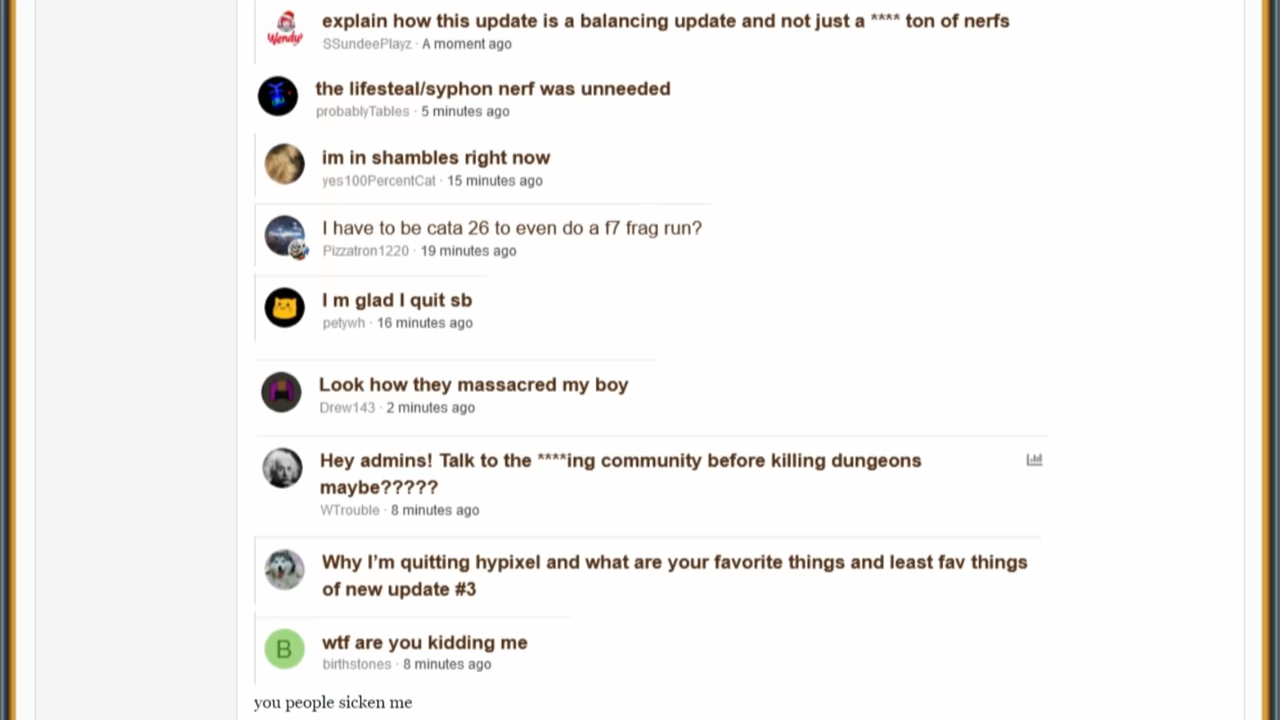 explain how this update is a balancing update and not just a **** ton of nerfs
Wendy's
SSundeePlayz · A moment ago
the lifesteal/syphon nerf was unneeded
probablyTables · 5 minutes ago
im in shambles right now
yes100PercentCat · 15 minutes ago
I have to be cata 26 to even do a f7 frag run?
Pizzatron1220 · 19 minutes ago
I m glad I quit sb
petywh · 16 minutes ago
Look how they massacred my boy
Drew143 · 2 minutes ago
Hey admins! Talk to the ****ing community before killing dungeons
maybe?????
WTrouble · 8 minutes ago
Why I'm quitting hypixel and what are your favorite things and least fav things
of new update #3
B
wtf are you kidding me
birthstones · 8 minutes ago
you people sicken me